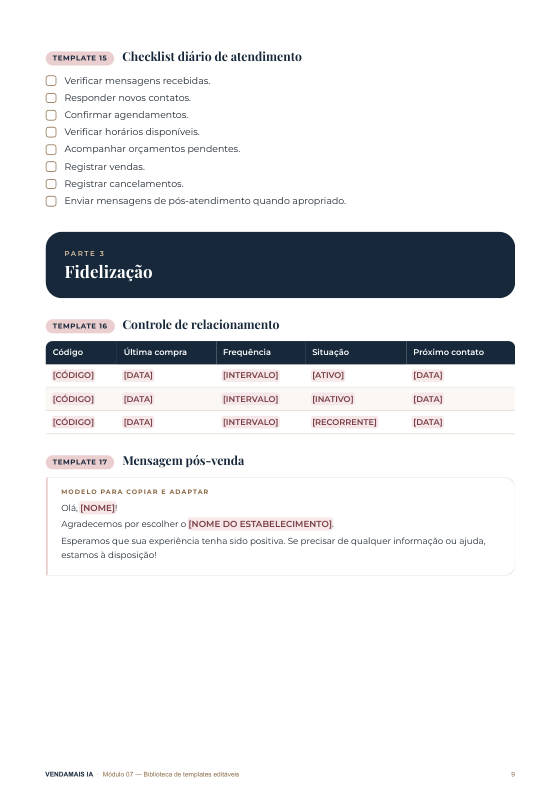 TEMPLATE 15 Checklist diário de atendimento
Verificar mensagens recebidas.
Responder novos contatos.
Confirmar agendamentos.
Verificar horários disponíveis.
Acompanhar orçamentos pendentes.
Registrar vendas.
Registrar cancelamentos.
Enviar mensagens de pós-atendimento quando apropriado.
PARTE 3
Fidelização
TEMPLATE 16 Controle de relacionamento
Código Última compra Frequência Situação Próximo contato
[CÓDIGO] [DATA] [INTERVALO] [ATIVO] [DATA]
[CÓDIGO] [DATA] [INTERVALO] [INATIVO] [DATA]
[CÓDIGO] [DATA] [INTERVALO] [RECORRENTE] [DATA]
TEMPLATE 17 Mensagem pós-venda
MODELO PARA COPIAR E ADAPTAR
Olá, [NOME]!
Agradecemos por escolher o [NOME DO ESTABELECIMENTO].
Esperamos que sua experiência tenha sido positiva. Se precisar de qualquer informação ou ajuda,
estamos à disposição!
VENDAMAIS IA Módulo 07 — Biblioteca de templates editáveis 9